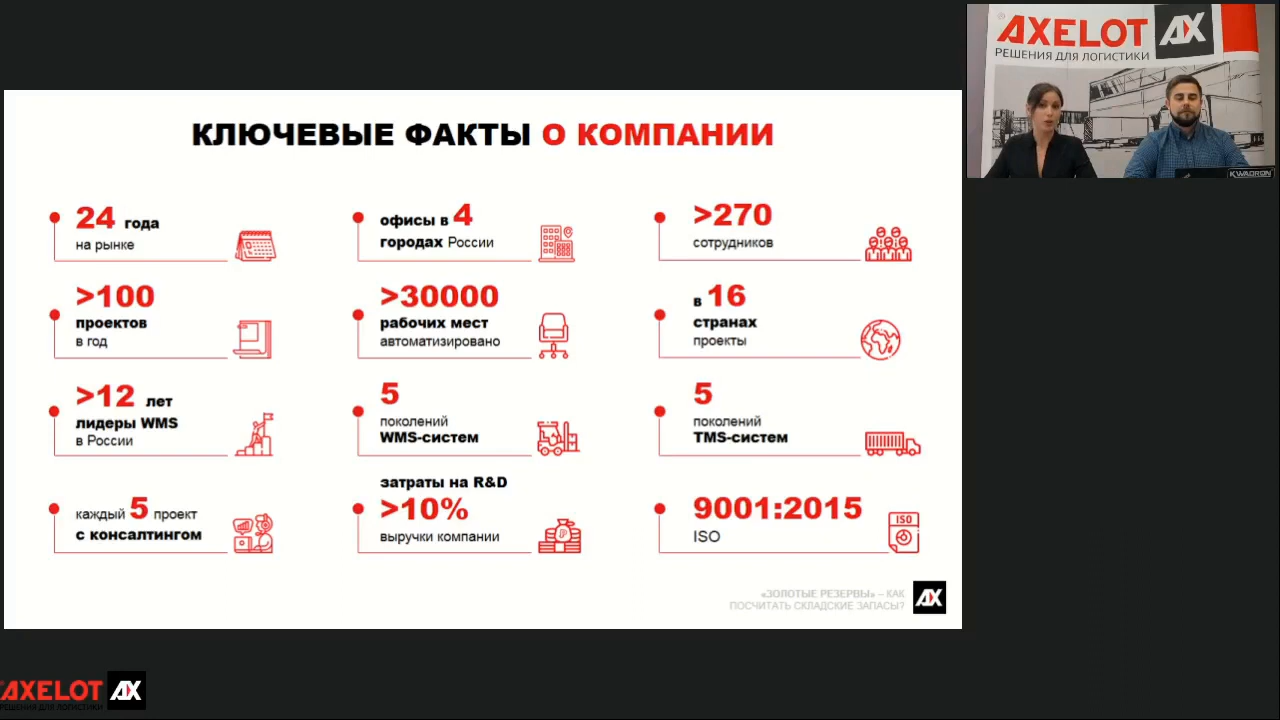 AXELOT AX
РЕШЕНИЯ ДЛЯ ЛОГИСТИКИ
KWADRON
КЛЮЧЕВЫЕ ФАКТЫ О КОМПАНИИ
24 года
на рынке
офисы в 4
городах России
>270
сотрудников
>100
проектов
в год
>30000
рабочих мест
автоматизировано
в 16
странах
проекты
>12 лет
лидеры WMS
в России
5
поколений
WMS-систем
5
поколений
TMS-систем
каждый 5 проект
с консалтингом
затраты на R&D
>10%
выручки компании
9001:2015
ISO
ISO
«ЗОЛОТЫЕ РЕЗЕРВЫ» – КАК
ПОСЧИТАТЬ СКЛАДСКИЕ ЗАПАСЫ?
AX
AXELOT AX
РЕШЕНИЯ ДЛЯ ЛОГИСТИКИ